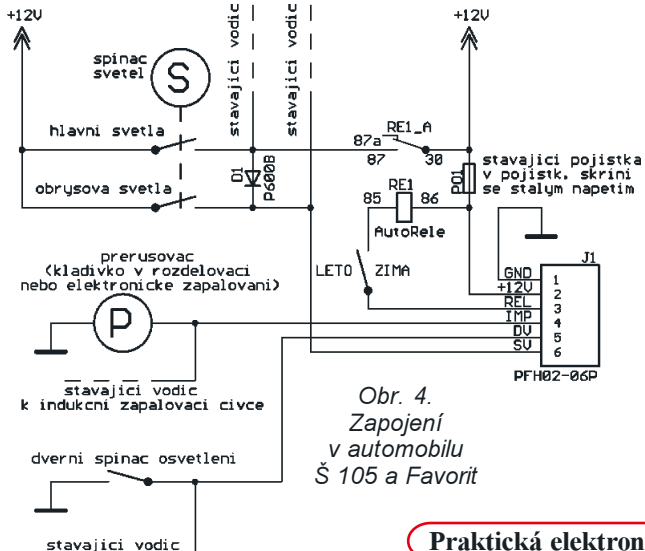 +12V
+12V
stavajici vodic
stavajici vodic
spinac
svetel
S
hlavni svetla
obrysova svetla
D1
P600B
87a
RE1_A
87
30
PO1
stavajici pojistka
v pojistk. skrini
se stalym napetim
85
RE1
86
AutoRele
LETO
ZIMA
prerusovac
(kladivko v rozdelovaci
nebo elektronicke zapalovani)
P
J1
GND
1
+12V
2
REL
3
IMP
4
DV
5
SV
6
PFH02-06P
stavajici vodic
k indukcni zapalovaci civce
Obr. 4.
Zapojení
v automobilu
Š 105 a Favorit
dverni spinac osvetleni
stavajici vodic
Praktická elektron